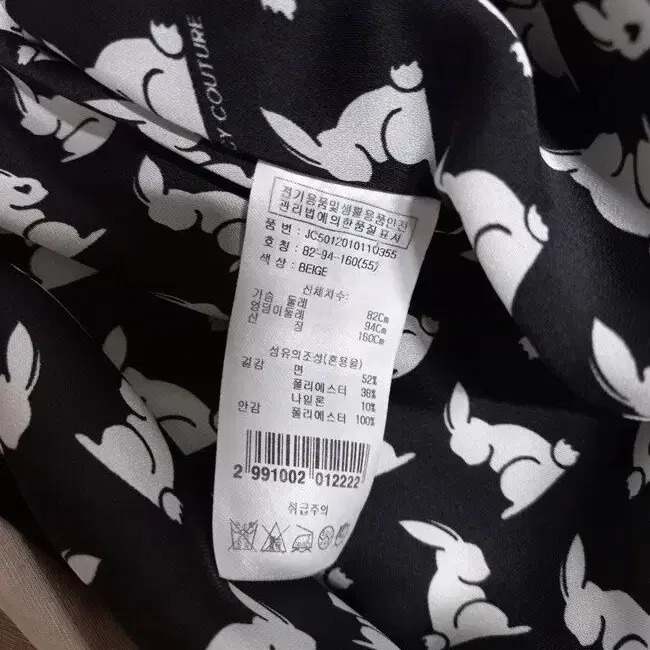 CY COUTURE
전기용품및생활용품안전
관리법에의한품질표시
품 번 : JC5012010110355
호 칭 : 82-94-160(55)
색 상 : BEIGE
신체치수:
가슴 둘레 82Cm
엉덩이둘레 94Cm
신 장 160Cm
섬유의조성(혼용율)
겉감 면 52%
폴리에스터 38%
나일론 10%
안감 폴리에스터 100%
2 991002 012222
취급주의